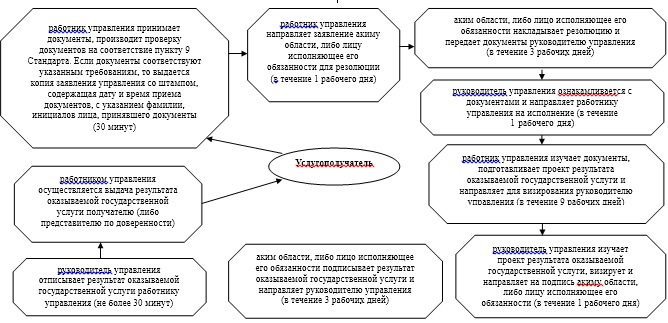 работник управления принимает
документы, производит проверку
документов на соответствие пункту 9
Стандарта. Если документы соответствуют
указанным требованиям, то выдается
копия заявления управления со штампом,
содержащая дату и время приема
документов, с указанием фамилии,
инициалов лица, принявшего документы
(30 минут)
работник управления
направляет заявление акиму
области, либо лицу
исполняющее его
обязанности для резолюции
(в течение 1 рабочего дня)
аким области, либо лицо исполняющее его
обязанности накладывает резолюцию и
передает документы руководителю управления
(в течение 3 рабочих дней)
руководитель управления ознакамливается с
документами и направляет работнику
управления на исполнение (в течение
1 рабочего дня)
работник управления изучает документы,
подготавливает проект результата
оказываемой государственной услуги и
направляет для визирования руководителю
управления (в течение 9 рабочих дней)
руководитель управления изучает
проект результата оказываемой
государственной услуги, визирует и
направляет на подпись акиму области,
либо лицу исполняющее его
обязанности (в течение 1 рабочего дня)
аким области, либо лицо исполняющее
его обязанности подписывает результат
оказываемой государственной услуги и
направляет руководителю управления
(в течение 3 рабочих дней)
руководитель управления
отписывает результат оказываемой
государственной услуги работнику
управления (не более 30 минут)
работником управления
осуществляется выдача результата
оказываемой государственной
услуги получателю (либо
представителю по доверенности)
Услугополучатель